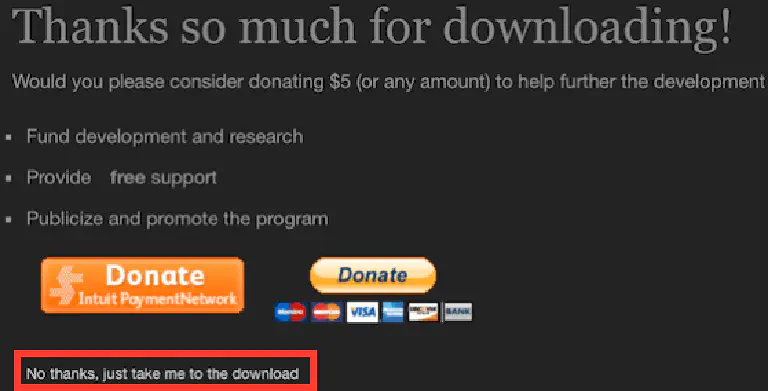 Thanks so much for downloading!
Would you please consider donating $5 (or any amount) to help further the development
Fund development and research
Provide free support
Publicize and promote the program
Donate
Intuit PaymentNetwork
Donate
VISA
BANK
No thanks, just take me to the download